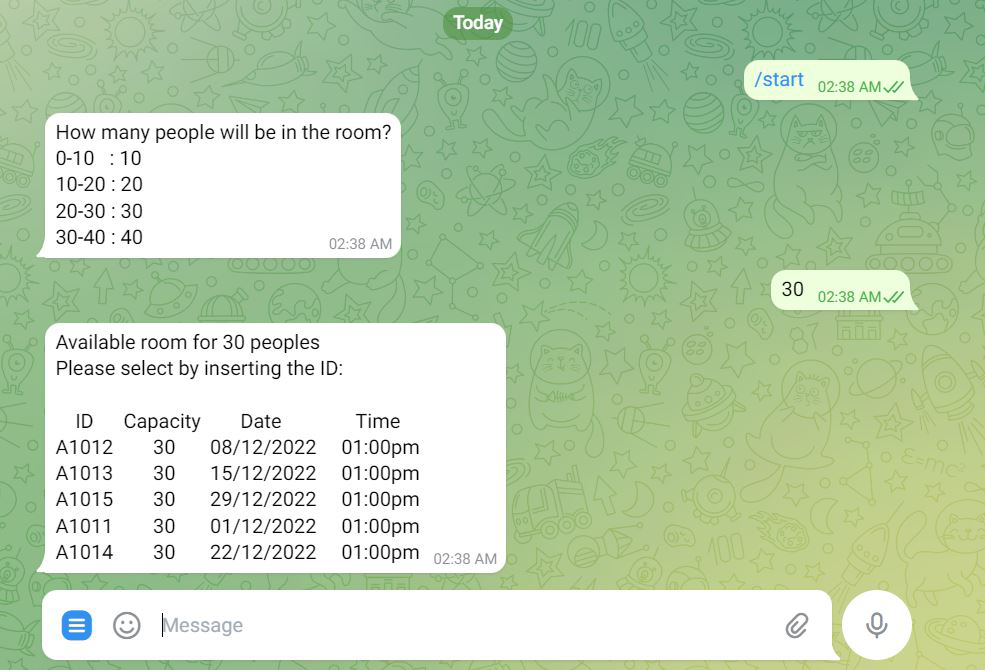 Today
/start 02:38 AM
How many people will be in the room?
0-10 : 10
10-20 : 20
20-30 : 30
30-40 : 40
02:38 AM
30 02:38 AM
Available room for 30 peoples
Please select by inserting the ID:
ID Capacity Date Time
A1012 30 08/12/2022 01:00pm
A1013 30 15/12/2022 01:00pm
A1015 30 29/12/2022 01:00pm
A1011 30 01/12/2022 01:00pm
A1014 30 22/12/2022 01:00pm
02:38 AM
E=mc²
Message